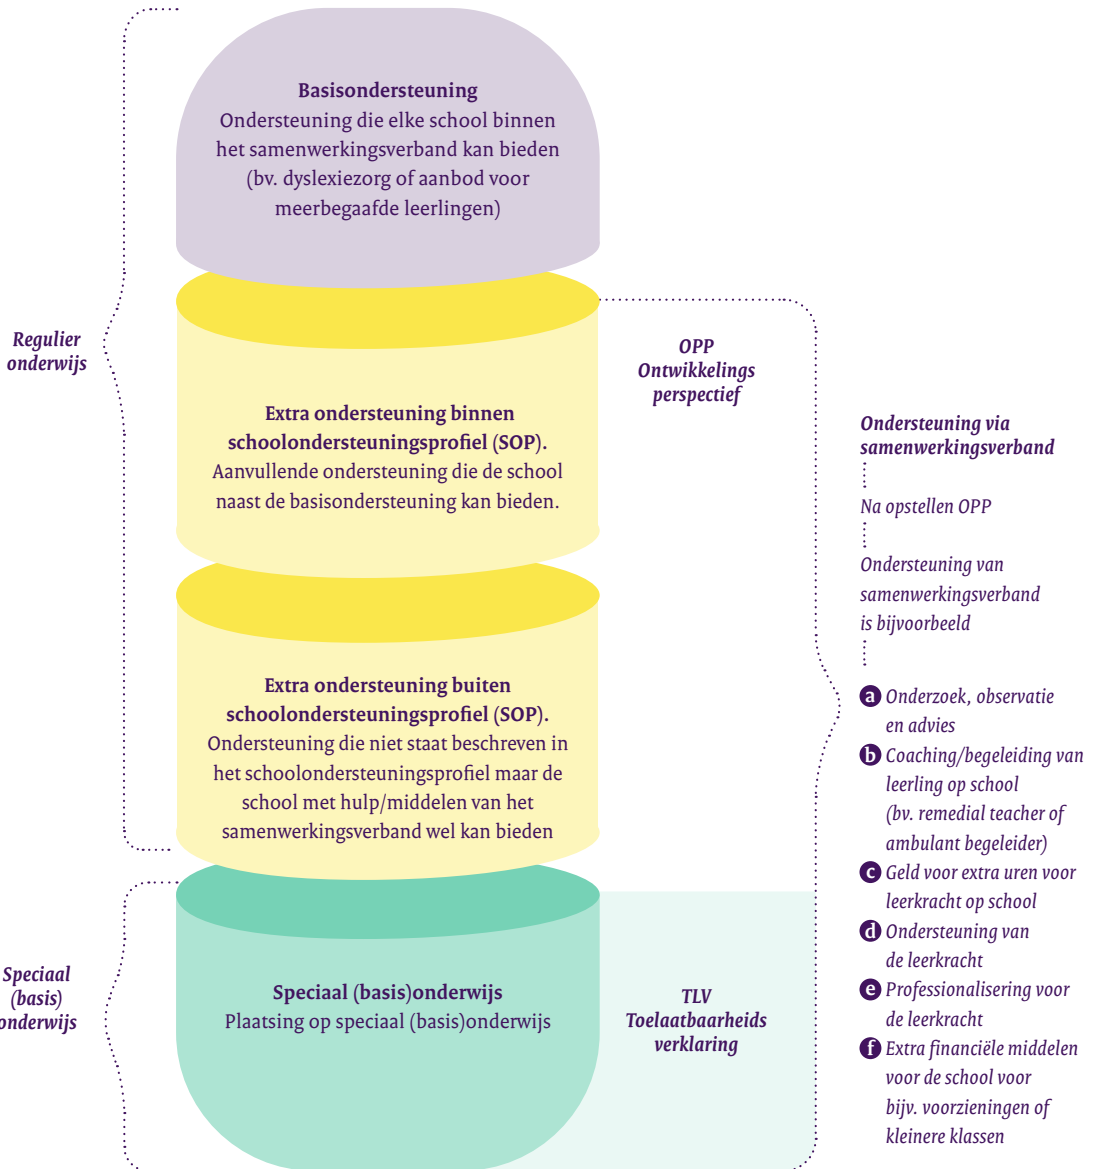 Basisondersteuning
Ondersteuning die elke school binnen
het samenwerkingsverband kan bieden
(bv. dyslexiezorg of aanbod voor
meerbegaafde leerlingen)
Regulier
onderwijs
Extra ondersteuning binnen
schoolondersteuningsprofiel (SOP).
Aanvullende ondersteuning die de school
naast de basisondersteuning kan bieden.
OPP
Ontwikkelings
perspectief
Extra ondersteuning buiten
schoolondersteuningsprofiel (SOP).
Ondersteuning die niet staat beschreven in
het schoolondersteuningsprofiel maar de
school met hulp/middelen van het
samenwerkingsverband wel kan bieden
Speciaal
(basis)
onderwijs
Speciaal (basis)onderwijs
Plaatsing op speciaal (basis)onderwijs
TLV
Toelaatbaarheids
verklaring
Ondersteuning via
samenwerkingsverband
Na opstellen OPP
Ondersteuning van
samenwerkingsverband
is bijvoorbeeld
a Onderzoek, observatie
en advies
b Coaching/begeleiding van
leerling op school
(bv. remedial teacher of
ambulant begeleider)
c Geld voor extra uren voor
leerkracht op school
d Ondersteuning van
de leerkracht
e Professionalisering voor
de leerkracht
f Extra financiële middelen
voor de school voor
bijv. voorzieningen of
kleinere klassen